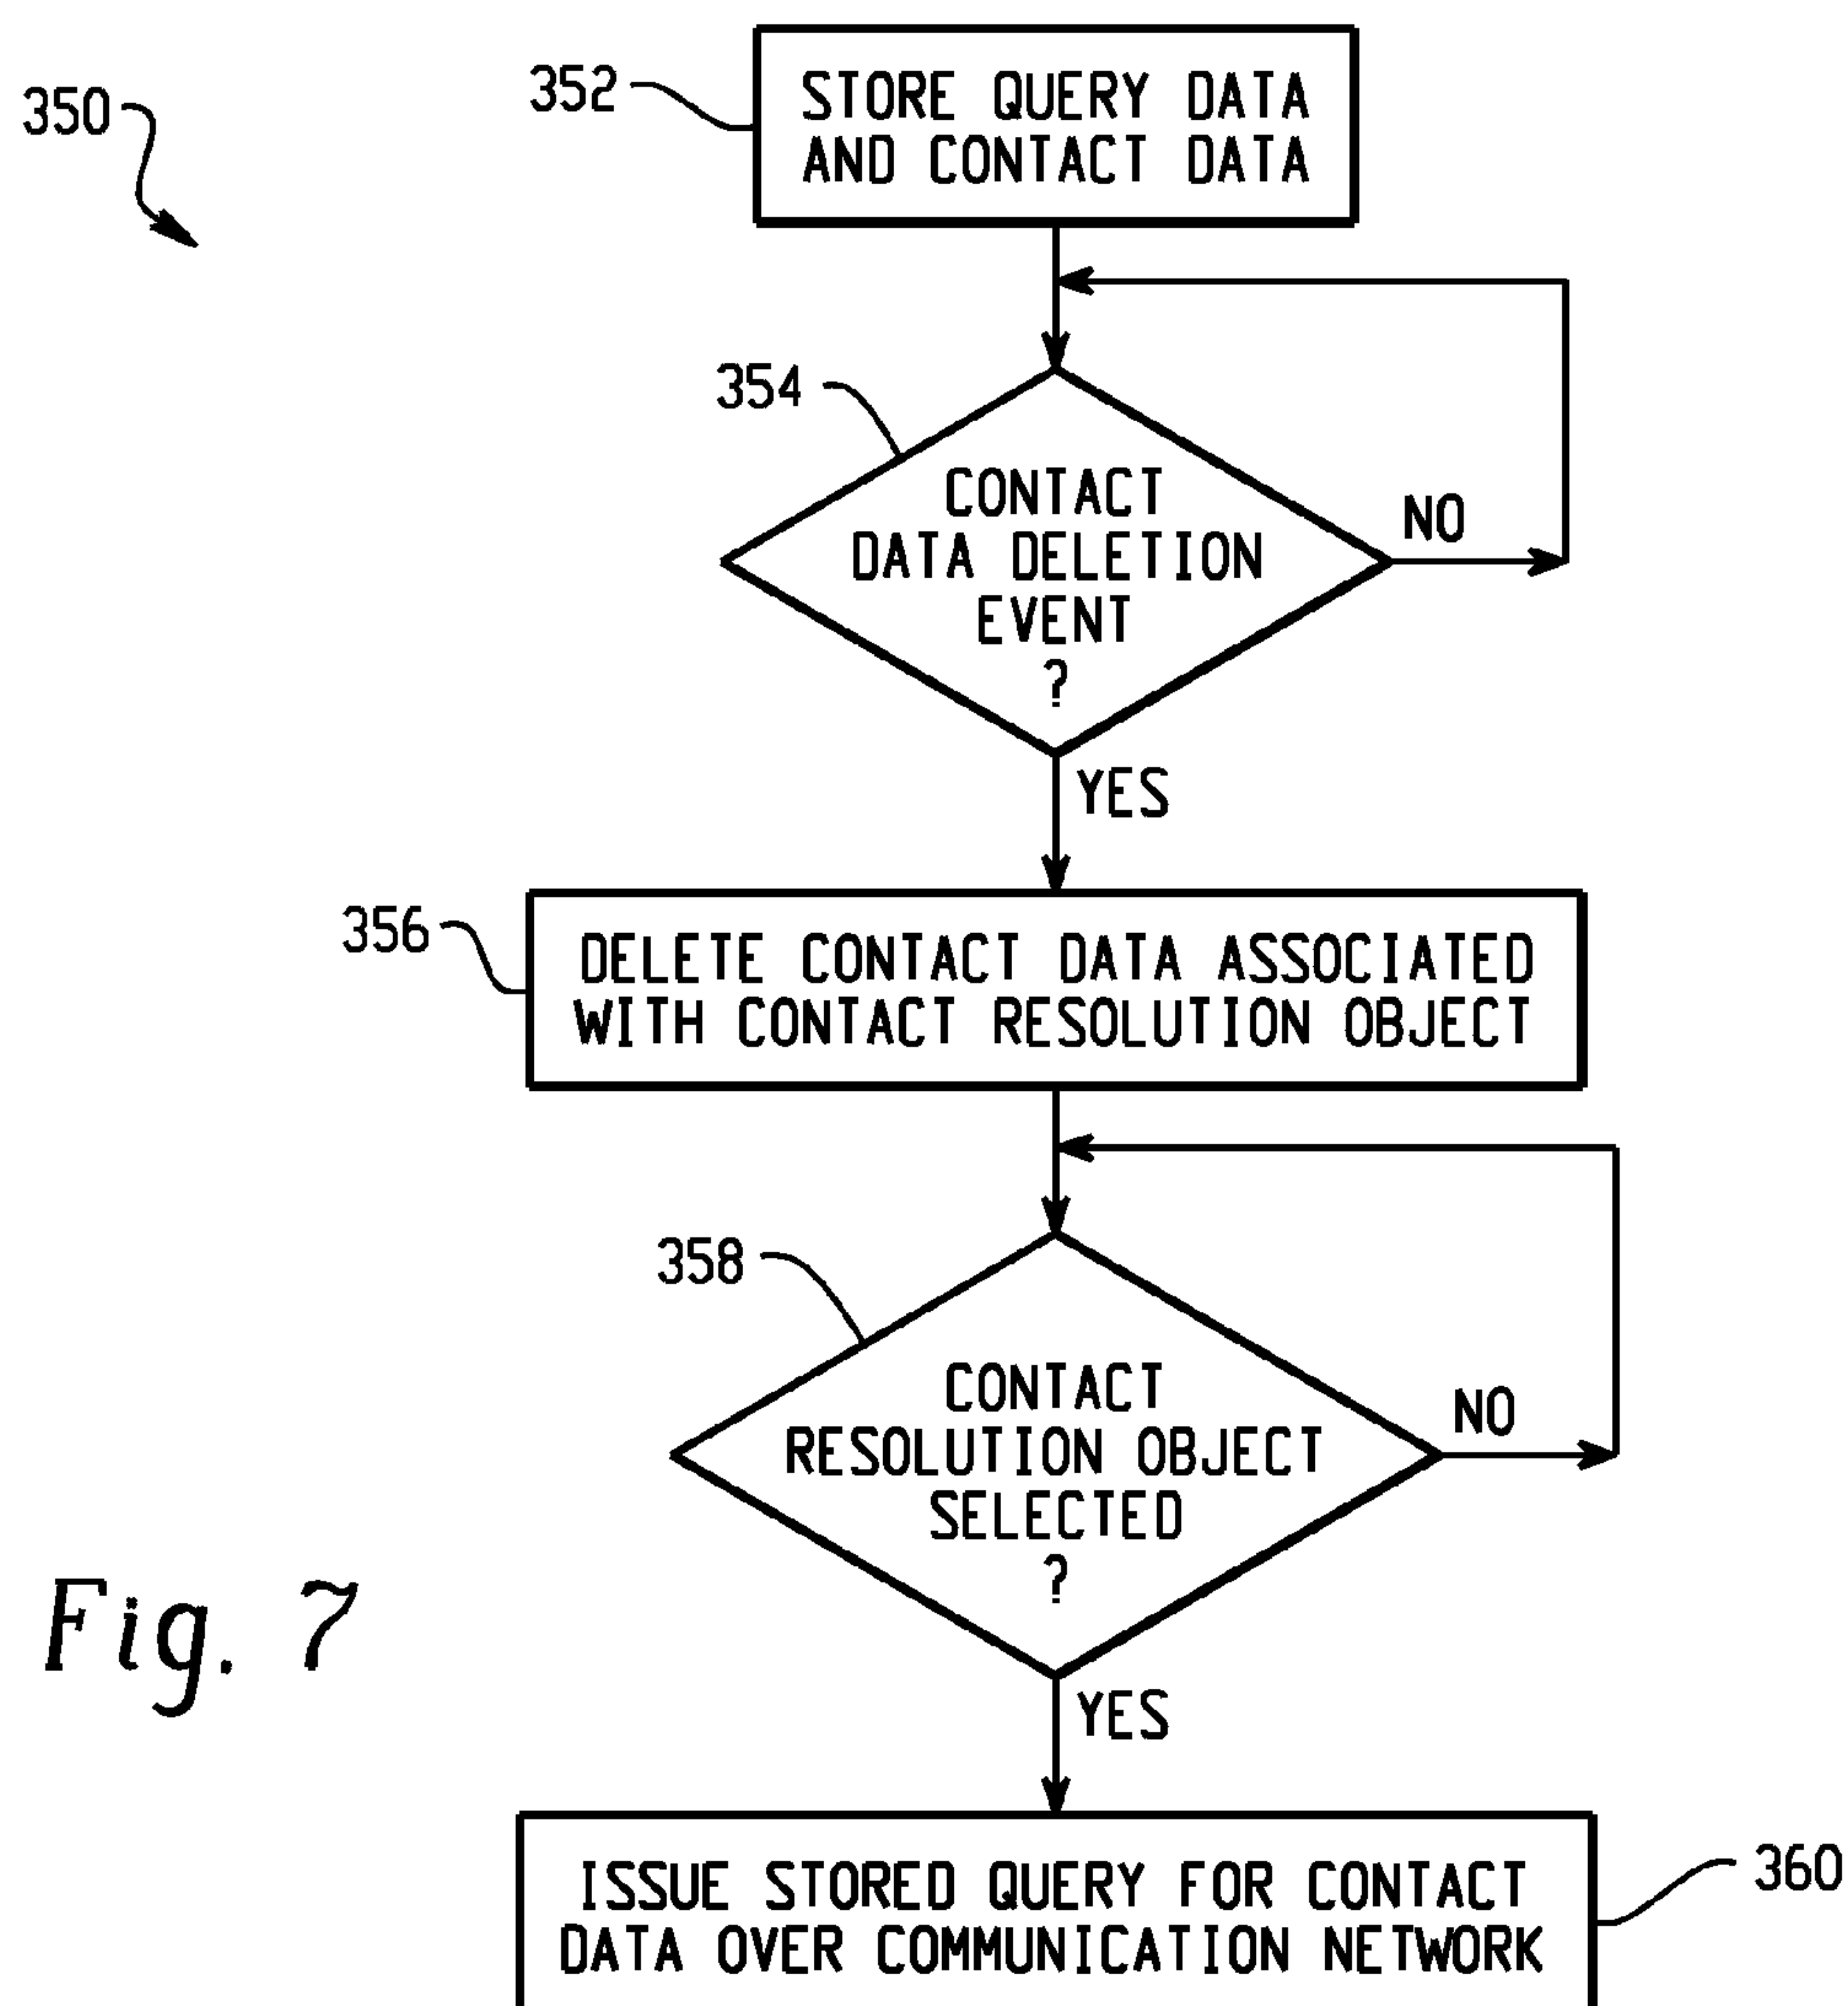 350
352
STORE QUERY DATA
AND CONTACT DATA
354
CONTACT
DATA DELETION
EVENT
?
NO
YES
356
DELETE CONTACT DATA ASSOCIATED
WITH CONTACT RESOLUTION OBJECT
358
CONTACT
RESOLUTION OBJECT
SELECTED
?
NO
YES
Fig. 7
ISSUE STORED QUERY FOR CONTACT
DATA OVER COMMUNICATION NETWORK
360